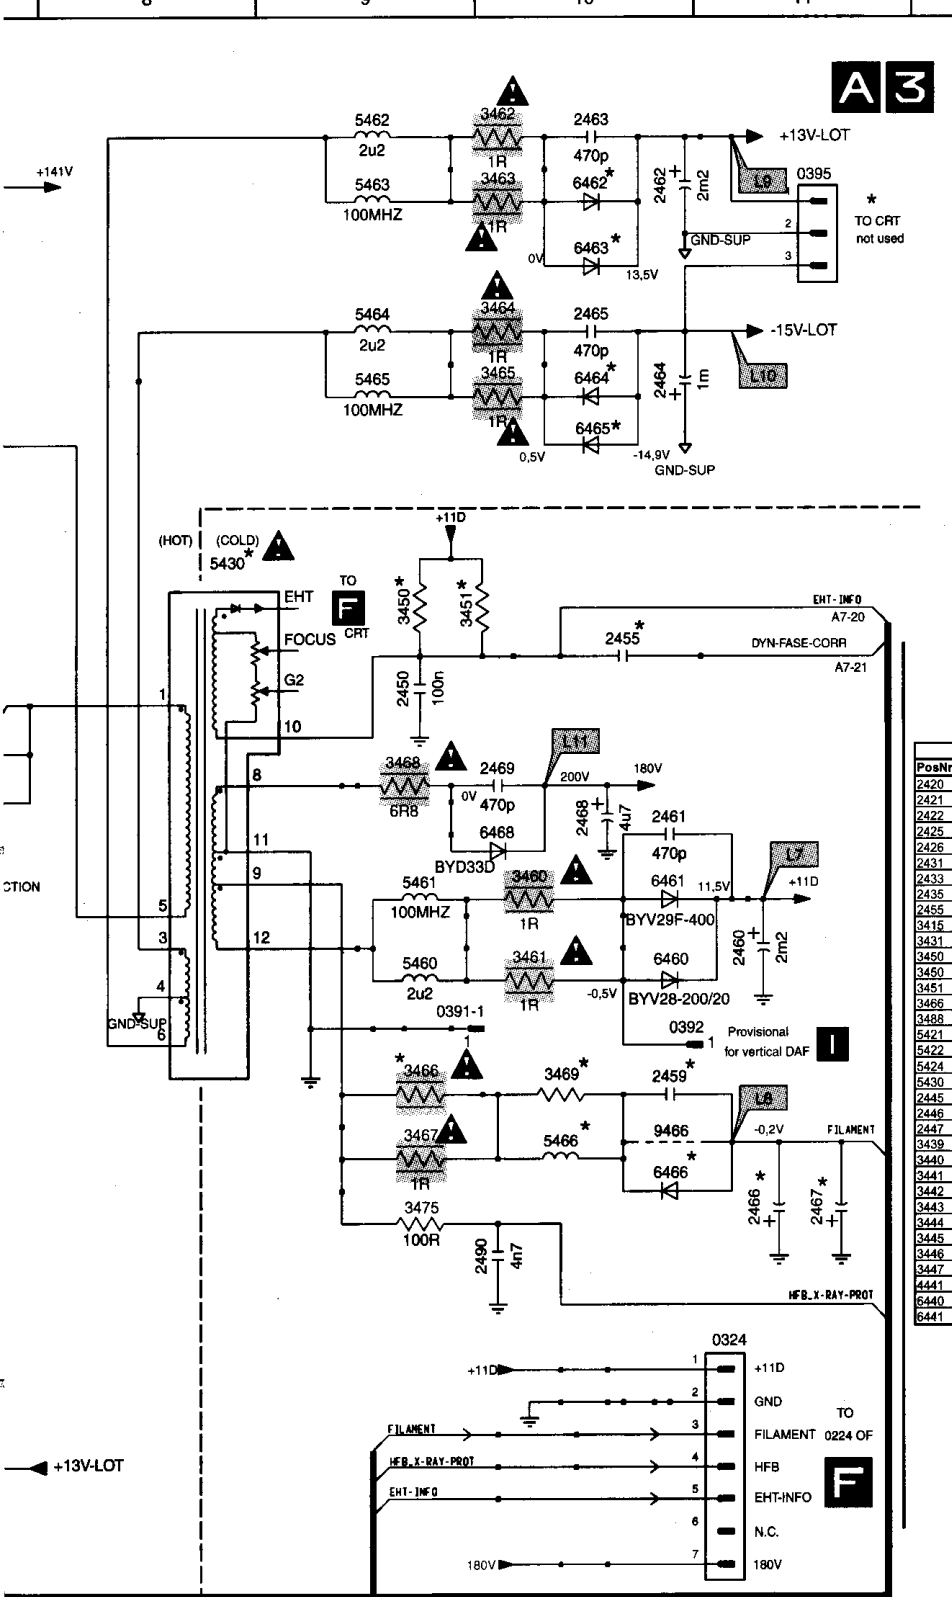 8 9 10 11
A 3
+141V
5462
2u2
5463
100MHZ
3462
1R
3463
1R
2463
470p
6462*
6463*
0V
13,5V
2462
+
2m2
+13V-LOT
L9
0395
2
3
*
TO CRT
not used
GND-SUP
5464
2u2
5465
100MHZ
3464
1R
3465
1R
2465
470p
6464*
6465*
0,5V
-14,9V
2464
+
1m
-15V-LOT
L10
GND-SUP
(HOT)
(COLD)
5430*
+11D
TO
F
CRT
EHT
FOCUS
G2
3450*
3451*
2450
100n
2455*
EHT-INFO
A7-20
DYN-FASE-CORR
A7-21
1
10
8
11
9
5
12
3
4
6
GND-SUP
CTION
3468
6R8
0V
2469
470p
6468
BYD33D
L11
200V
180V
2468
+
4u7
2461
470p
5461
100MHZ
5460
2u2
3460
1R
3461
1R
-0,5V
6461
BYV29F-400
6460
BYV28-200/20
11,5V
L7
+11D
2460
+
2m2
0391-1
1
0392
1
Provisional
for vertical DAF
I
*
3466
3467
1R
3469*
5466*
2459*
9466
6466*
L8
-0,2V
FILAMENT
2466*
+
2467*
+
3475
100R
2490
4n7
HFB_X-RAY-PROT
0324
+11D
1
+11D
2
GND
FILAMENT
3
FILAMENT
HFB_X-RAY-PROT
4
HFB
EHT-INFO
5
EHT-INFO
6
N.C.
180V
7
180V
TO
0224 OF
F
+13V-LOT
PosNr
2420
2421
2422
2425
2426
2431
2433
2435
2455
3415
3431
3450
3450
3451
3466
3488
5421
5422
5424
5430
2445
2446
2447
3439
3440
3441
3442
3443
3444
3445
3446
3447
4441
6440
6441